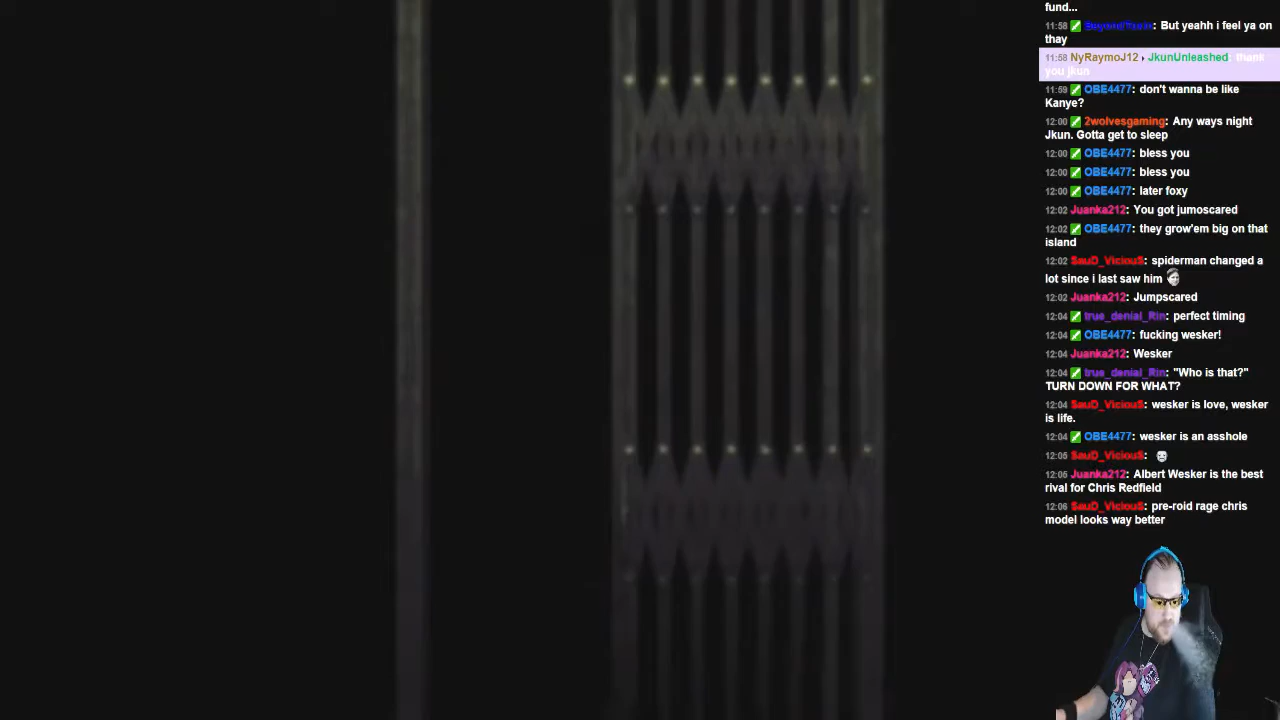 fund...
11:58 BeyondToxin: But yeahh i feel ya on
thay
11:58 NyRaymoJ12 ▸ JkunUnleashed: thank
you jkun
11:59 OBE4477: don't wanna be like
Kanye?
12:00 2wolvesgaming: Any ways night
Jkun. Gotta get to sleep
12:00 OBE4477: bless you
12:00 OBE4477: bless you
12:00 OBE4477: later foxy
12:02 Juanka212: You got jumoscared
12:02 OBE4477: they grow'em big on that
island
12:02 SauD_ViciouS: spiderman changed a
lot since i last saw him
12:02 Juanka212: Jumpscared
12:04 true_denial_Rin: perfect timing
12:04 OBE4477: fucking wesker!
12:04 Juanka212: Wesker
12:04 true_denial_Rin: "Who is that?"
TURN DOWN FOR WHAT?
12:04 SauD_ViciouS: wesker is love, wesker
is life.
12:04 OBE4477: wesker is an asshole
12:05 SauD_ViciouS:
12:05 Juanka212: Albert Wesker is the best
rival for Chris Redfield
12:06 SauD_ViciouS: pre-roid rage chris
model looks way better